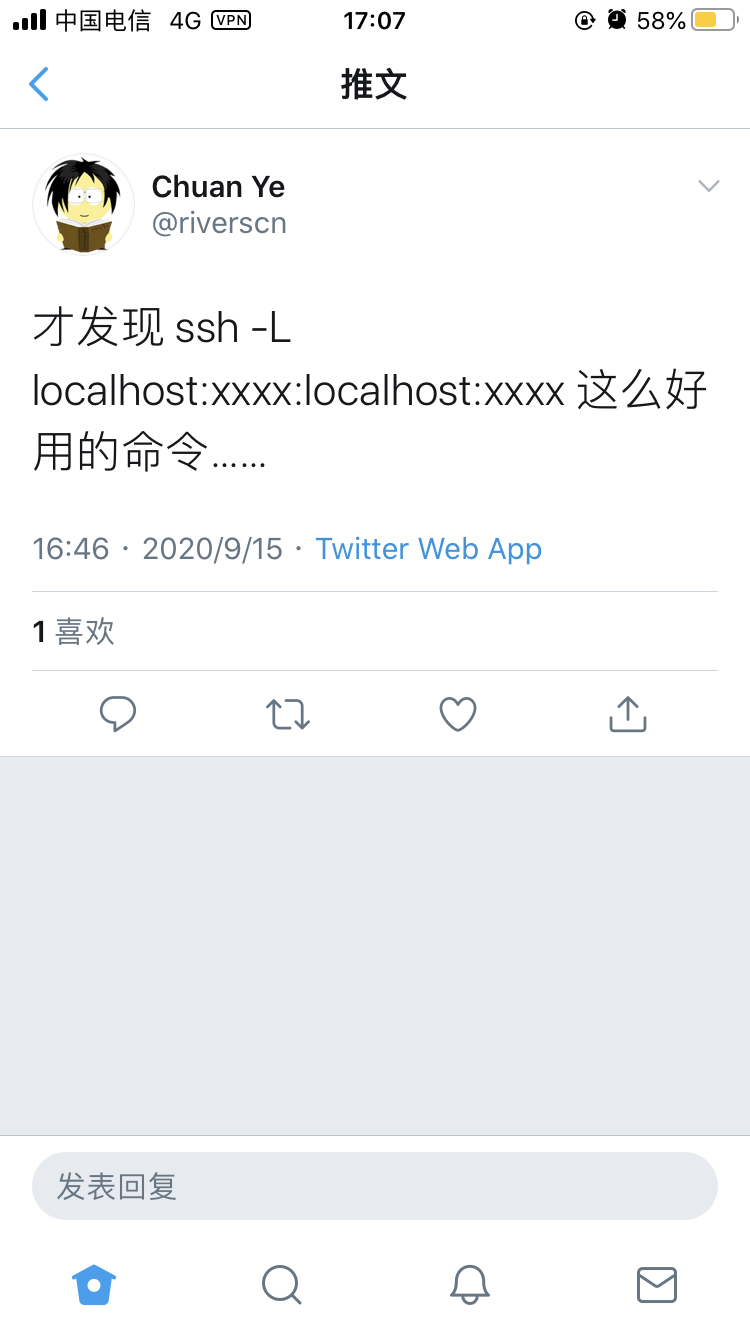 中国电信 4G VPN 17:07 58%
推文
Chuan Ye
@riverscn
才发现 ssh -L
localhost:xxxx:localhost:xxxx 这么好
用的命令……
16:46 · 2020/9/15 · Twitter Web App
1 喜欢
发表回复